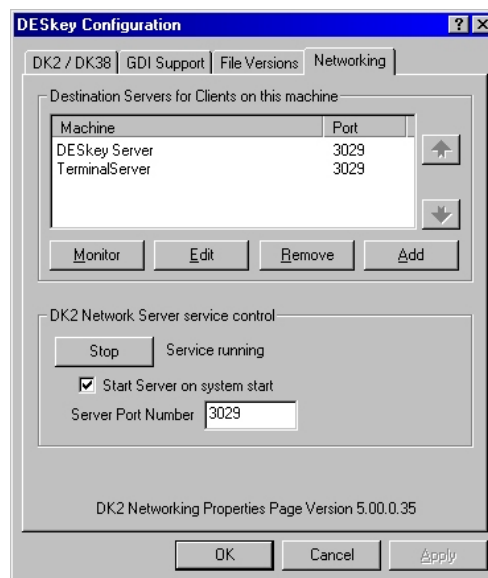 DESkey Configuration
DK2 / DK38 GDI Support File Versions Networking
Destination Servers for Clients on this machine
Machine Port
DESkey Server 3029
TerminalServer 3029
Monitor Edit Remove Add
DK2 Network Server service control
Stop Service running
Start Server on system start
Server Port Number 3029
DK2 Networking Properties Page Version 5.00.0.35
OK Cancel Apply